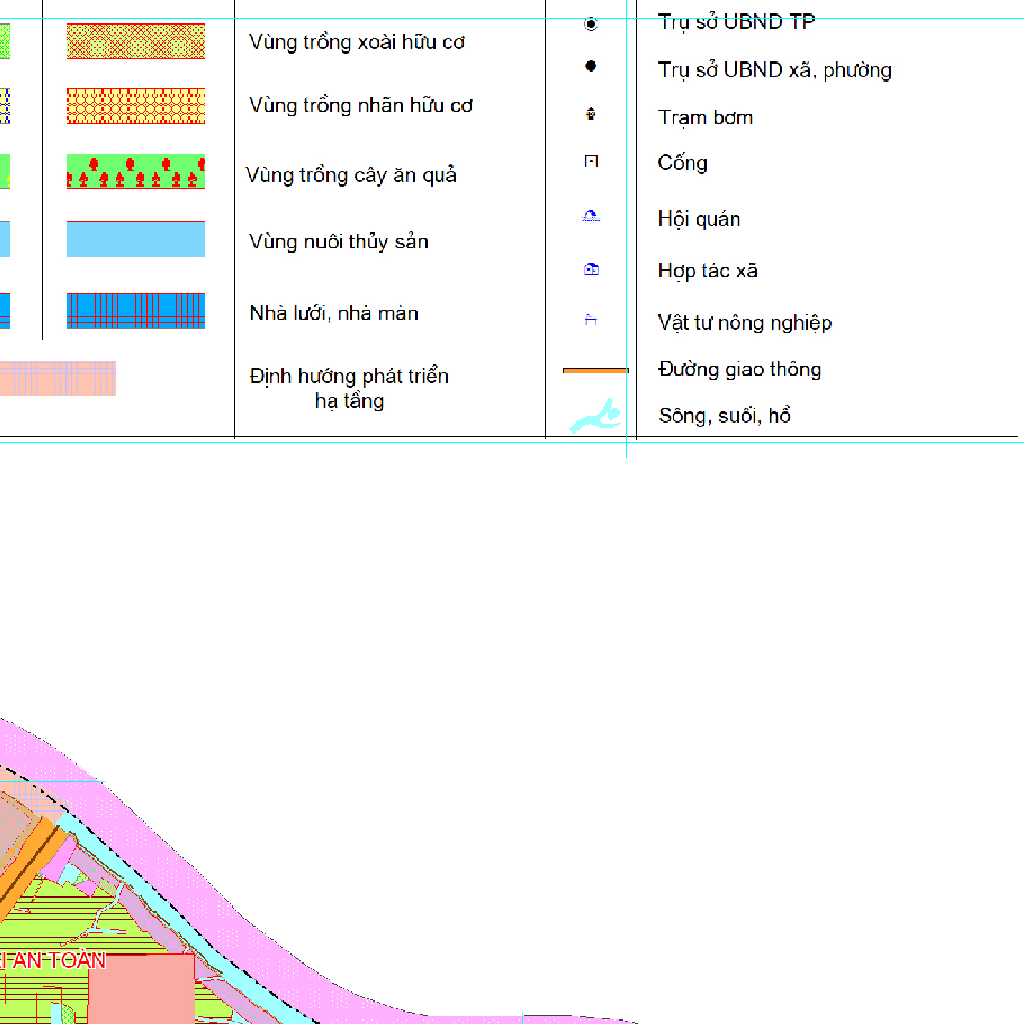 Vùng trồng xoài hữu cơ
Vùng trồng nhãn hữu cơ
Vùng trồng cây ăn quả
Vùng nuôi thủy sản
Nhà lưới, nhà màn
Định hướng phát triển
hạ tầng
Trụ sở UBND TP
Trụ sở UBND xã, phường
Trạm bơm
Cống
Hội quán
Hợp tác xã
Vật tư nông nghiệp
Đường giao thông
Sông, suối, hồ
AN TOÀN